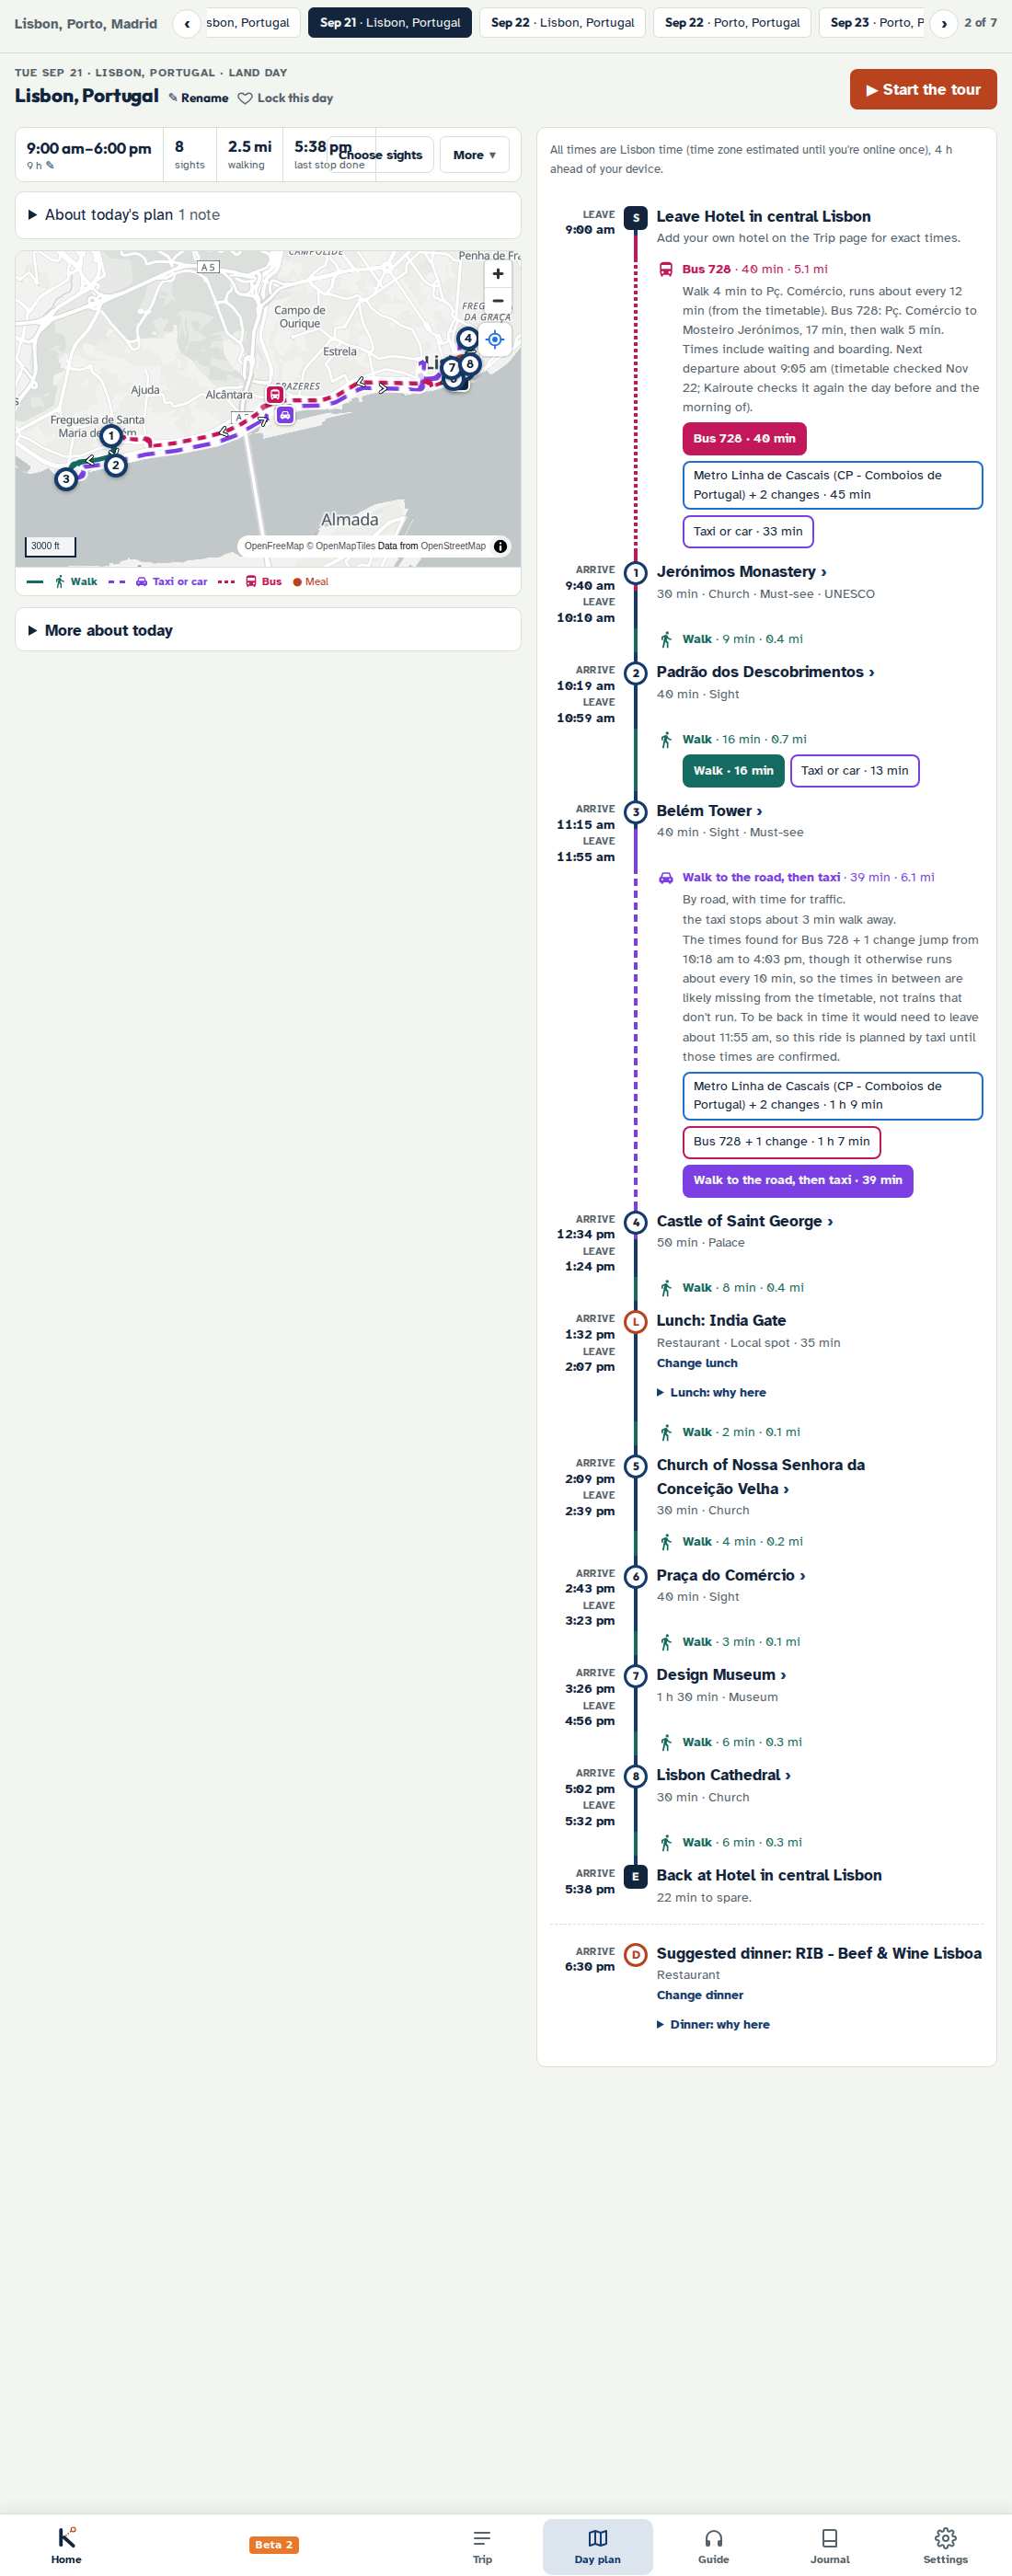 Lisbon, Porto, Madrid
‹
sbon, Portugal
Sep 21 · Lisbon, Portugal
Sep 22 · Lisbon, Portugal
Sep 22 · Porto, Portugal
Sep 23 · Porto, P
›
2 of 7
TUE SEP 21 · LISBON, PORTUGAL · LAND DAY
Lisbon, Portugal ✎ Rename Lock this day
▶ Start the tour
9:00 am–6:00 pm
9 h ✎
8
sights
2.5 mi
walking
5:38 pm
last stop done
Choose sights
More ▾
▶ About today's plan 1 note
CAMPOLIDE
Penha de Fra
A 5
Campo de
Ourique
FREG
DA GRAÇA
Estrela
Ajuda
Alcântara
PRAZERES
Freguesia de Santa
Maria de
Almada
+
−
1
2
3
4
7
8
3000 ft
OpenFreeMap © OpenMapTiles Data from OpenStreetMap
Walk
Taxi or car
Bus
Meal
▶ More about today
All times are Lisbon time (time zone estimated until you're online once), 4 h
ahead of your device.
LEAVE
9:00 am
S
Leave Hotel in central Lisbon
Add your own hotel on the Trip page for exact times.
Bus 728 · 40 min · 5.1 mi
Walk 4 min to Pç. Comércio, runs about every 12
min (from the timetable). Bus 728: Pç. Comércio to
Mosteiro Jerónimos, 17 min, then walk 5 min.
Times include waiting and boarding. Next
departure about 9:05 am (timetable checked Nov
22; Kairoute checks it again the day before and the
morning of).
Bus 728 · 40 min
Metro Linha de Cascais (CP - Comboios de
Portugal) + 2 changes · 45 min
Taxi or car · 33 min
ARRIVE
9:40 am
LEAVE
10:10 am
1
Jerónimos Monastery ›
30 min · Church · Must-see · UNESCO
Walk · 9 min · 0.4 mi
ARRIVE
10:19 am
LEAVE
10:59 am
2
Padrão dos Descobrimentos ›
40 min · Sight
Walk · 16 min · 0.7 mi
Walk · 16 min
Taxi or car · 13 min
ARRIVE
11:15 am
LEAVE
11:55 am
3
Belém Tower ›
40 min · Sight · Must-see
Walk to the road, then taxi · 39 min · 6.1 mi
By road, with time for traffic.
the taxi stops about 3 min walk away.
The times found for Bus 728 + 1 change jump from
10:18 am to 4:03 pm, though it otherwise runs
about every 10 min, so the times in between are
likely missing from the timetable, not trains that
don't run. To be back in time it would need to leave
about 11:55 am, so this ride is planned by taxi until
those times are confirmed.
Metro Linha de Cascais (CP - Comboios de
Portugal) + 2 changes · 1 h 9 min
Bus 728 + 1 change · 1 h 7 min
Walk to the road, then taxi · 39 min
ARRIVE
12:34 pm
LEAVE
1:24 pm
4
Castle of Saint George ›
50 min · Palace
Walk · 8 min · 0.4 mi
ARRIVE
1:32 pm
LEAVE
2:07 pm
L
Lunch: India Gate
Restaurant · Local spot · 35 min
Change lunch
▶ Lunch: why here
Walk · 2 min · 0.1 mi
ARRIVE
2:09 pm
LEAVE
2:39 pm
5
Church of Nossa Senhora da
Conceição Velha ›
30 min · Church
Walk · 4 min · 0.2 mi
ARRIVE
2:43 pm
LEAVE
3:23 pm
6
Praça do Comércio ›
40 min · Sight
Walk · 3 min · 0.1 mi
ARRIVE
3:26 pm
LEAVE
4:56 pm
7
Design Museum ›
1 h 30 min · Museum
Walk · 6 min · 0.3 mi
ARRIVE
5:02 pm
LEAVE
5:32 pm
8
Lisbon Cathedral ›
30 min · Church
Walk · 6 min · 0.3 mi
ARRIVE
5:38 pm
E
Back at Hotel in central Lisbon
22 min to spare.
ARRIVE
6:30 pm
D
Suggested dinner: RIB - Beef & Wine Lisboa
Restaurant
Change dinner
▶ Dinner: why here
Home
Beta 2
Trip
Day plan
Guide
Journal
Settings